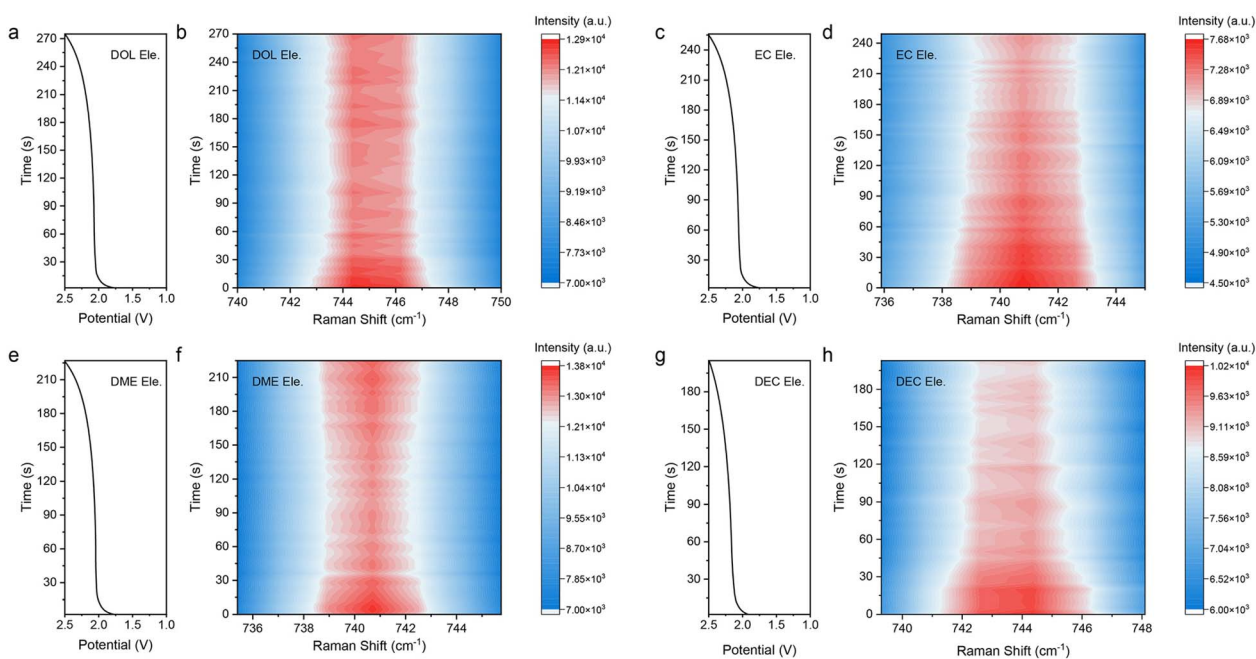 a
DOL Ele.
Time (s)
270
240
210
180
150
120
90
60
30
2.5 2.0 1.5 1.0
Potential (V)
b
DOL Ele.
Time (s)
270
240
210
180
150
120
90
60
30
0
740 742 744 746 748 750
Raman Shift (cm⁻¹)
Intensity (a.u.)
1.29×10⁴
1.21×10⁴
1.14×10⁴
1.07×10⁴
9.93×10³
9.19×10³
8.46×10³
7.73×10³
7.00×10³
c
EC Ele.
Time (s)
240
210
180
150
120
90
60
30
2.5 2.0 1.5 1.0
Potential (V)
d
EC Ele.
Time (s)
240
210
180
150
120
90
60
30
0
736 738 740 742 744
Raman Shift (cm⁻¹)
Intensity (a.u.)
7.68×10³
7.28×10³
6.89×10³
6.49×10³
6.09×10³
5.69×10³
5.30×10³
4.90×10³
4.50×10³
e
DME Ele.
Time (s)
210
180
150
120
90
60
30
2.5 2.0 1.5 1.0
Potential (V)
f
DME Ele.
Time (s)
210
180
150
120
90
60
30
0
736 738 740 742 744
Raman Shift (cm⁻¹)
Intensity (a.u.)
1.38×10⁴
1.30×10⁴
1.21×10⁴
1.13×10⁴
1.04×10⁴
9.55×10³
8.70×10³
7.85×10³
7.00×10³
g
DEC Ele.
Time (s)
210
180
150
120
90
60
30
2.5 2.0 1.5 1.0
Potential (V)
h
DEC Ele.
Time (s)
180
150
120
90
60
30
0
740 742 744 746 748
Raman Shift (cm⁻¹)
Intensity (a.u.)
1.02×10⁴
9.63×10³
9.11×10³
8.59×10³
8.08×10³
7.56×10³
7.04×10³
6.52×10³
6.00×10³